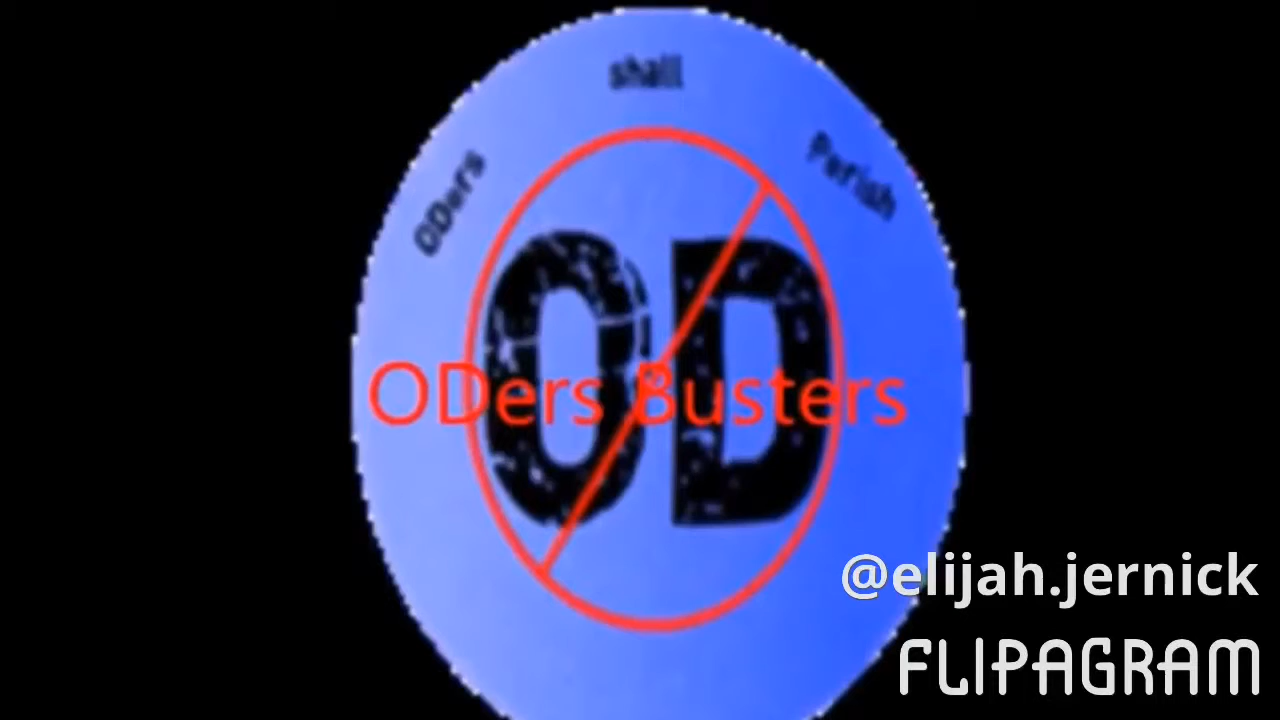 shall
ODers
Perish
OD
ODers Busters
@elijah.jernick
FLIPAGRAM